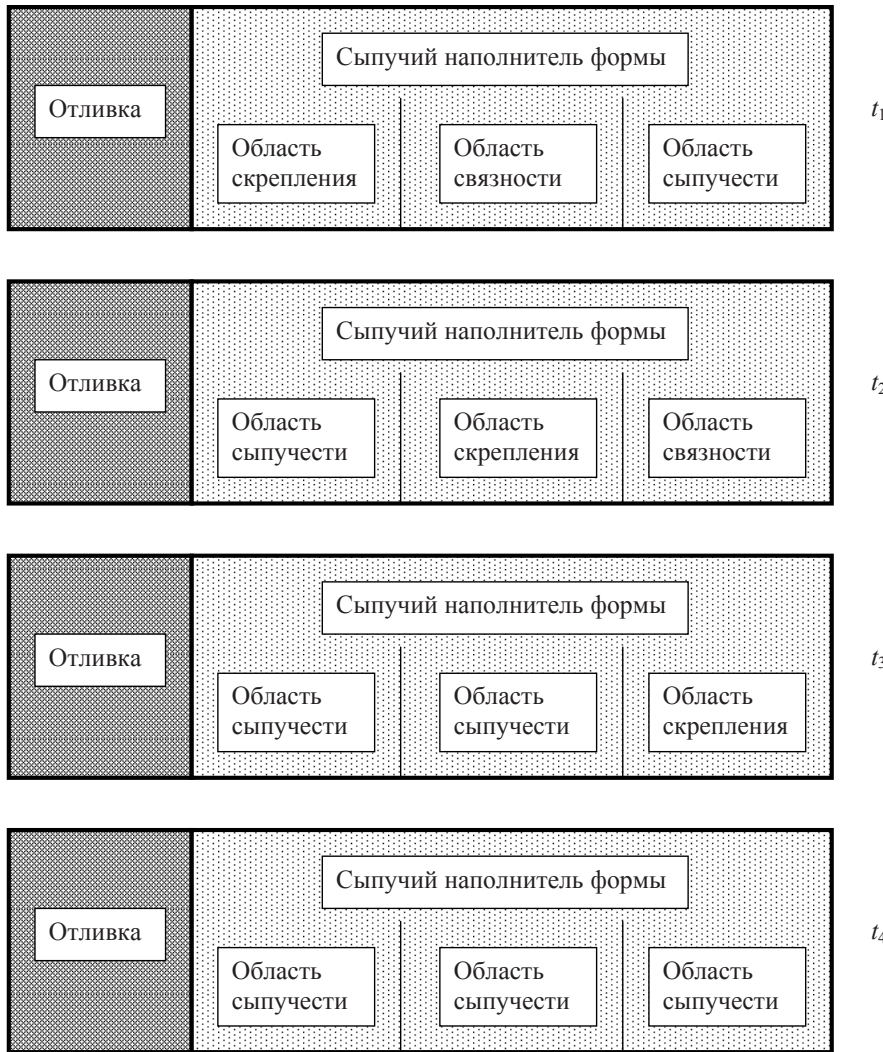 Сыпучий наполнитель формы
Отливка
t1
Область
скрепления
Область
связности
Область
сыпучести
Сыпучий наполнитель формы
Отливка
t2
Область
сыпучести
Область
скрепления
Область
связности
Сыпучий наполнитель формы
Отливка
t3
Область
сыпучести
Область
сыпучести
Область
скрепления
Сыпучий наполнитель формы
Отливка
t4
Область
сыпучести
Область
сыпучести
Область
сыпучести